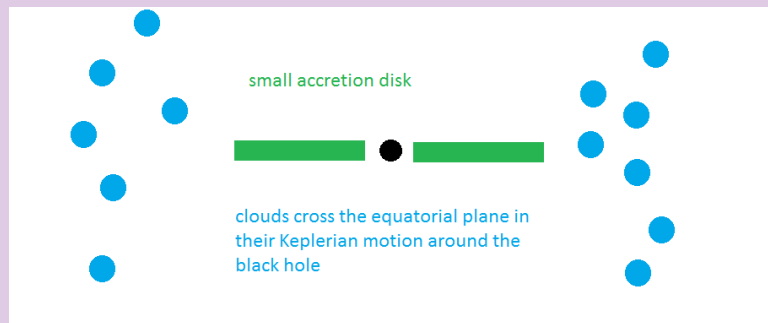 small accretion disk
clouds cross the equatorial plane in
their Keplerian motion around the
black hole